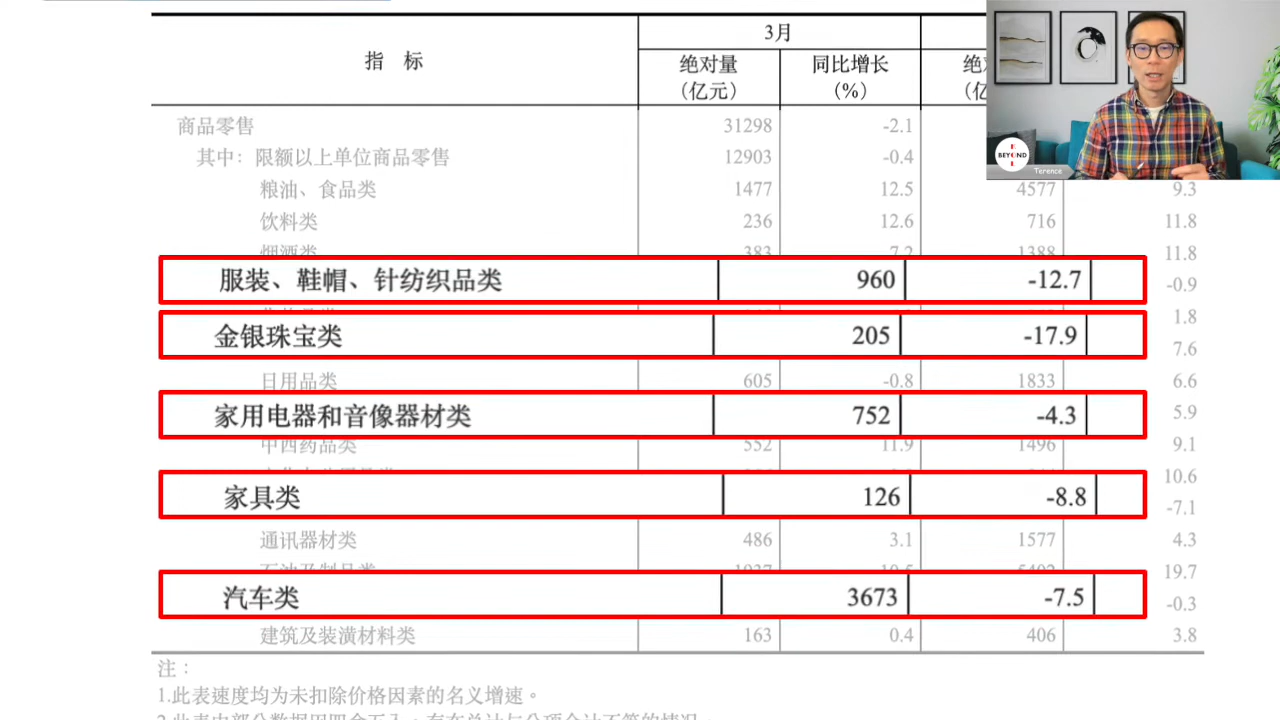 指 标
3月
绝对量
(亿元)
同比增长
(%)
商品零售 31298 -2.1
其中：限额以上单位商品零售 12903 -0.4
粮油、食品类 1477 12.5 4577 9.3
饮料类 236 12.6 716 11.8
烟酒类 383 7.2 1388 11.8
服装、鞋帽、针纺织品类 960 -12.7
-0.9
1.8
金银珠宝类 205 -17.9
7.6
日用品类 605 -0.8 1833 6.6
家用电器和音像器材类 752 -4.3
5.9
中西药品类 552 11.9 1496 9.1
10.6
家具类 126 -8.8
-7.1
通讯器材类 486 3.1 1577 4.3
19.7
汽车类 3673 -7.5
-0.3
建筑及装潢材料类 163 0.4 406 3.8
注：
1.此表速度均为未扣除价格因素的名义增速。
BEYOND
Terence